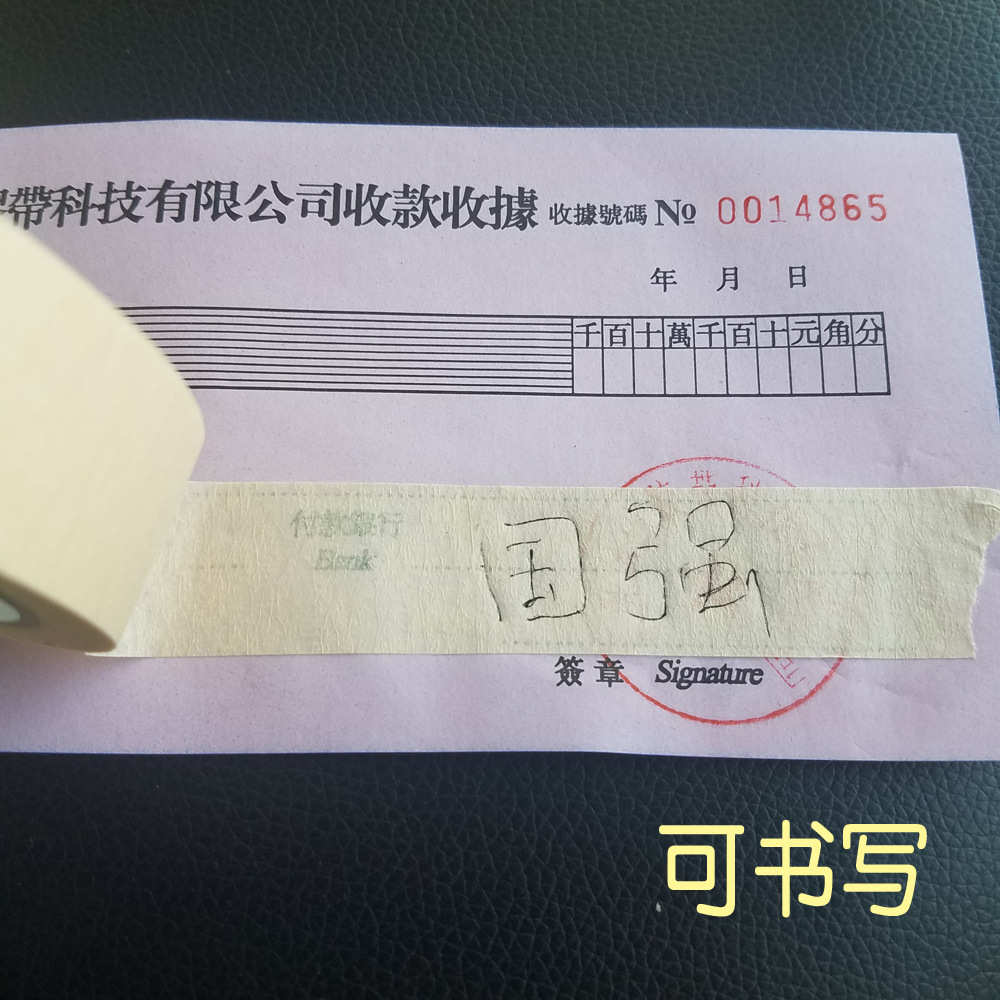 帶科技有限公司收款收據 收據號碼 № 0014865
年 月 日
千百十萬千百十元角分
付款銀行
Bank
国强
簽章 Signature
可书写